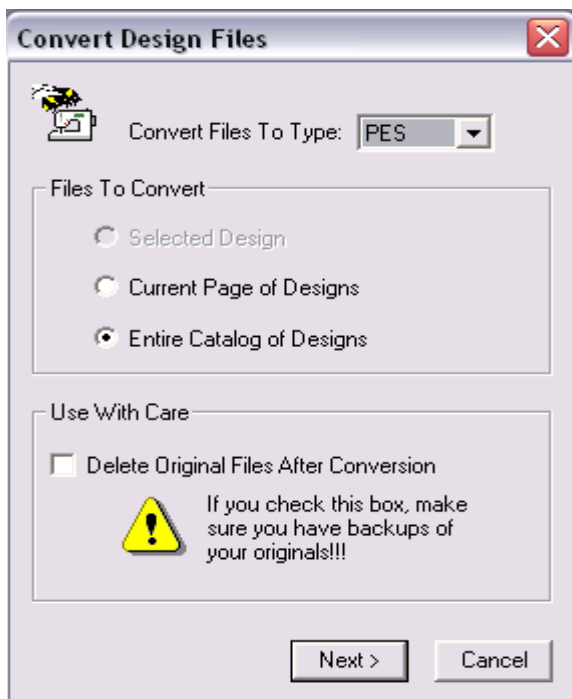 Convert Design Files
Convert Files To Type: PES
Files To Convert
Selected Design
Current Page of Designs
Entire Catalog of Designs
Use With Care
Delete Original Files After Conversion
If you check this box, make
sure you have backups of
your originals!!!
Next >
Cancel